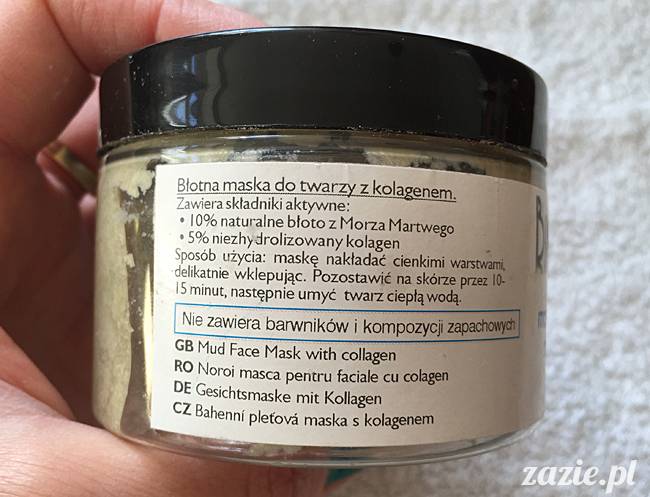 Błotna maska do twarzy z kolagenem.
Zawiera składniki aktywne:
• 10% naturalne błoto z Morza Martwego
• 5% niezhydrolizowany kolagen
Sposób użycia: maskę nakładać cienkimi warstwami,
delikatnie wklepując. Pozostawić na skórze przez 10-
15 minut, następnie umyć twarz ciepłą wodą.
Nie zawiera barwników i kompozycji zapachowych
GB Mud Face Mask with collagen
RO Noroi masca pentru faciale cu colagen
DE Gesichtsmaske mit Kollagen
CZ Bahenní pleťová maska s kolagenem
zazie.pl